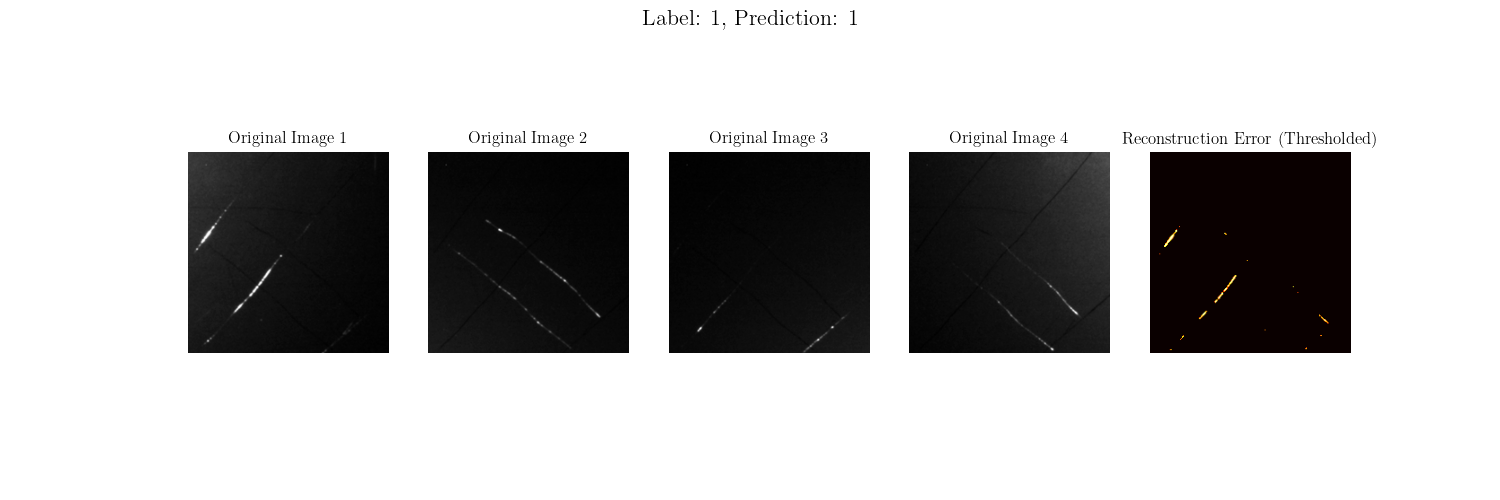 Label: 1, Prediction: 1
Original Image 1
Original Image 2
Original Image 3
Original Image 4
Reconstruction Error (Thresholded)